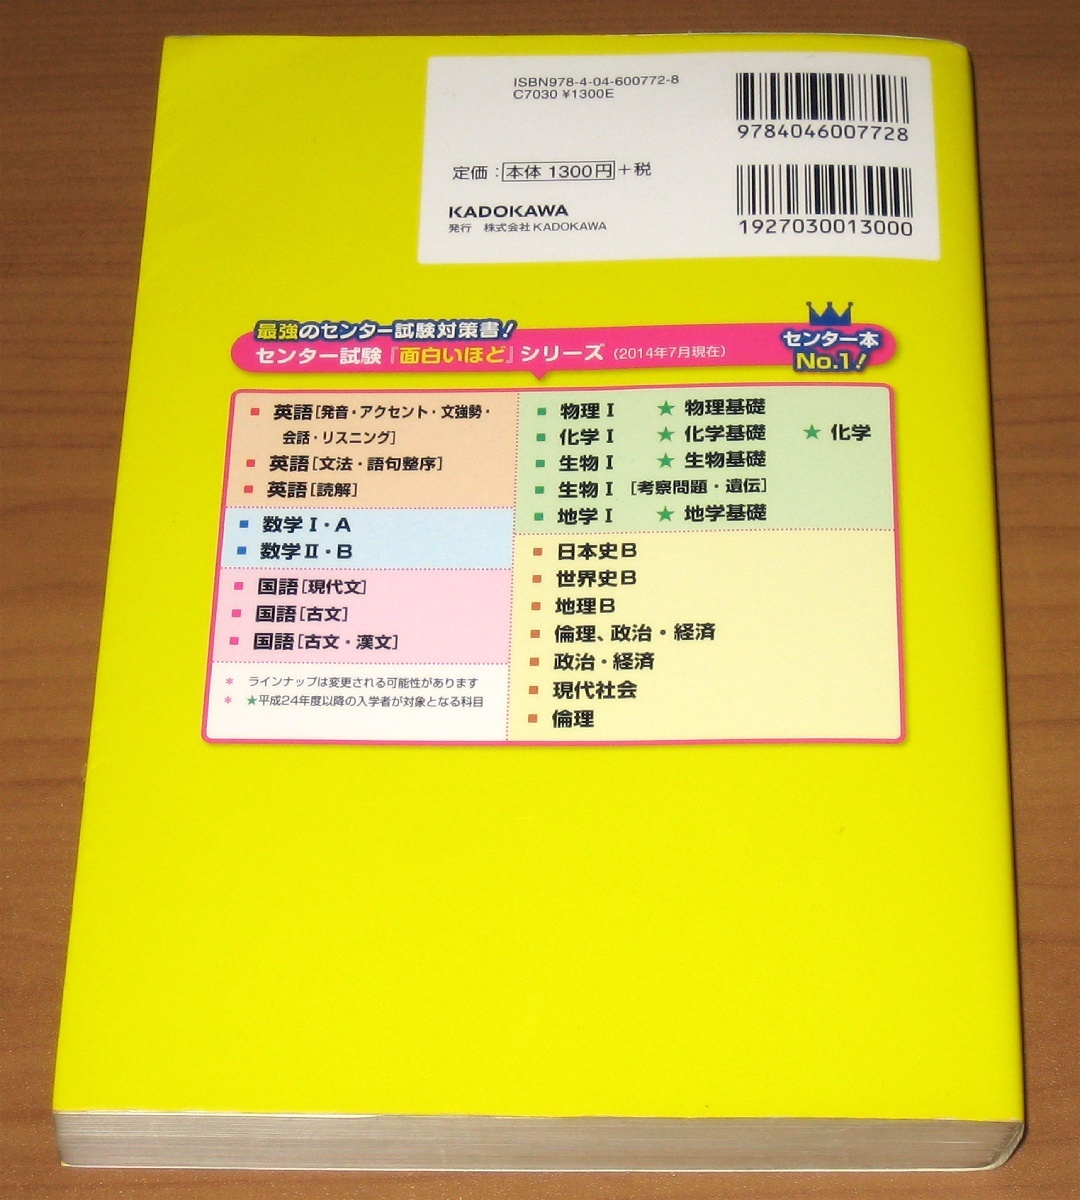 ISBN978-4-04-600772-8
C7030 ¥1300E
9784046007728
定価：本体 1300円＋税
1927030013000
KADOKAWA
発行 株式会社KADOKAWA
最強のセンター試験対策書！
センター試験『面白いほど』シリーズ（2014年7月現在）
センター本
No.1！
英語［発音・アクセント・文強勢・
会話・リスニング］
英語［文法・語句整序］
英語［読解］
数学Ⅰ・A
数学Ⅱ・B
国語［現代文］
国語［古文］
国語［古文・漢文］
＊ ラインナップは変更される可能性があります
＊ ★平成24年度以降の入学者が対象となる科目
物理Ⅰ ★ 物理基礎
化学Ⅰ ★ 化学基礎 ★ 化学
生物Ⅰ ★ 生物基礎
生物Ⅰ ［考察問題・遺伝］
地学Ⅰ ★ 地学基礎
日本史B
世界史B
地理B
倫理、政治・経済
政治・経済
現代社会
倫理